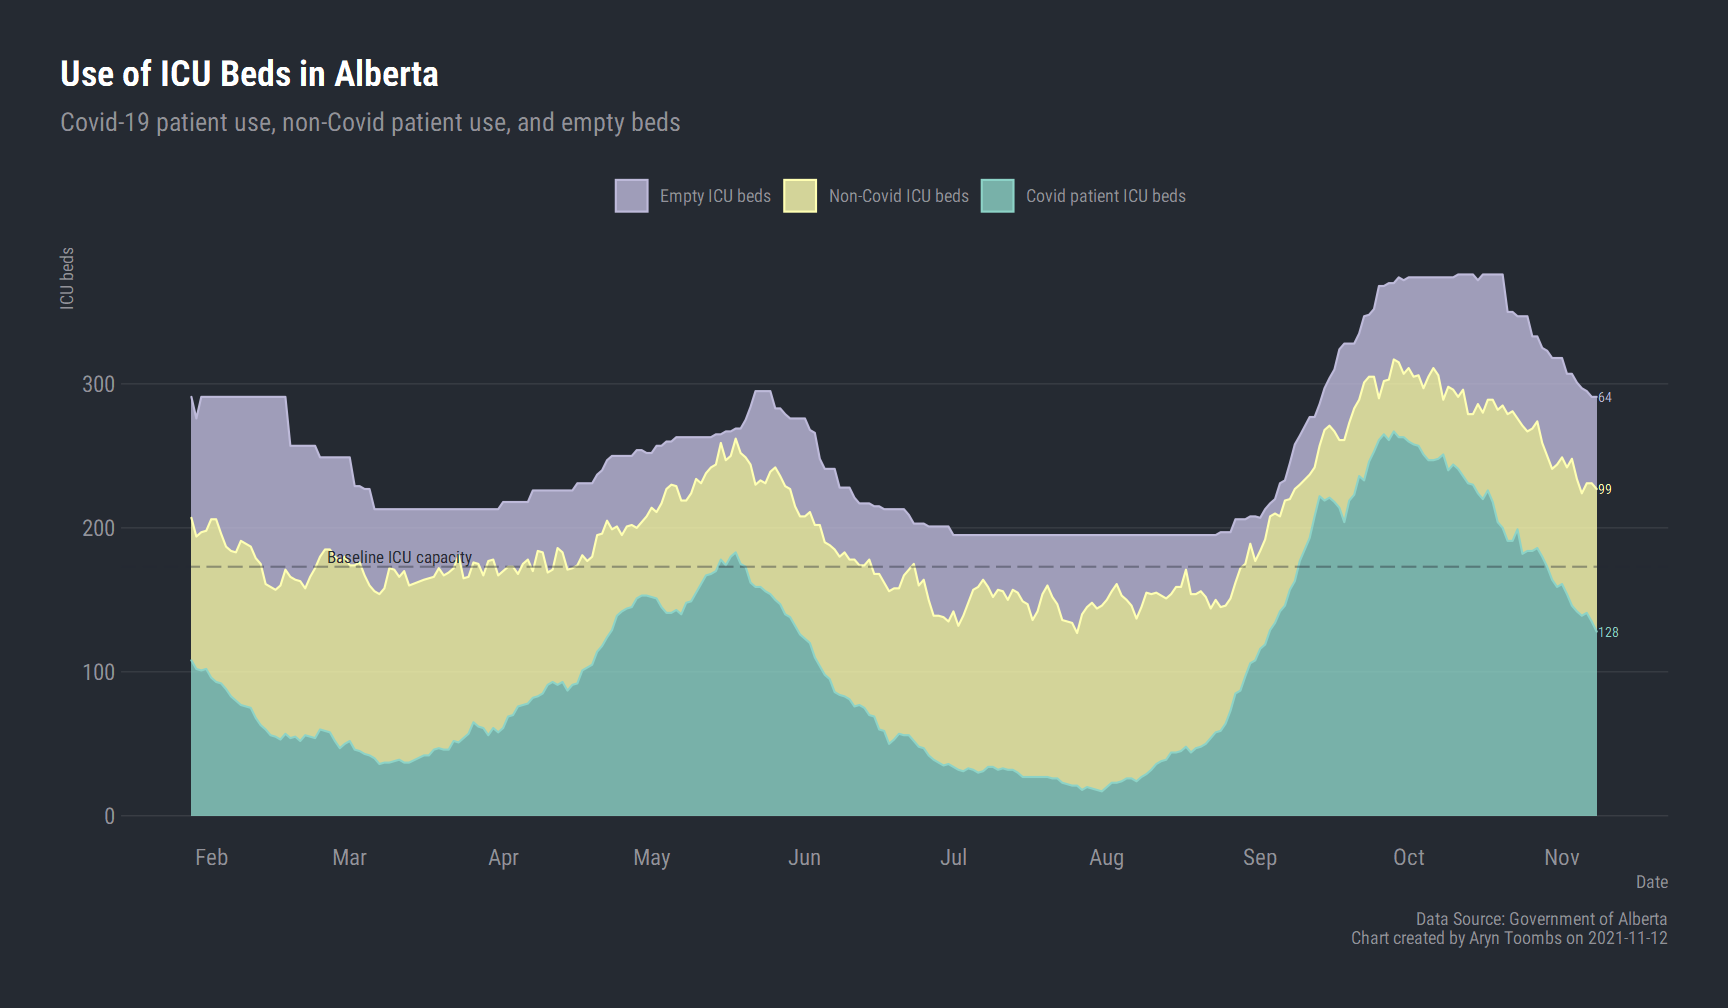 Use of ICU Beds in Alberta
Covid-19 patient use, non-Covid patient use, and empty beds
Empty ICU beds
Non-Covid ICU beds
Covid patient ICU beds
ICU beds
300
200
100
0
Baseline ICU capacity
64
99
128
Feb
Mar
Apr
May
Jun
Jul
Aug
Sep
Oct
Nov
Date
Data Source: Government of Alberta
Chart created by Aryn Toombs on 2021-11-12